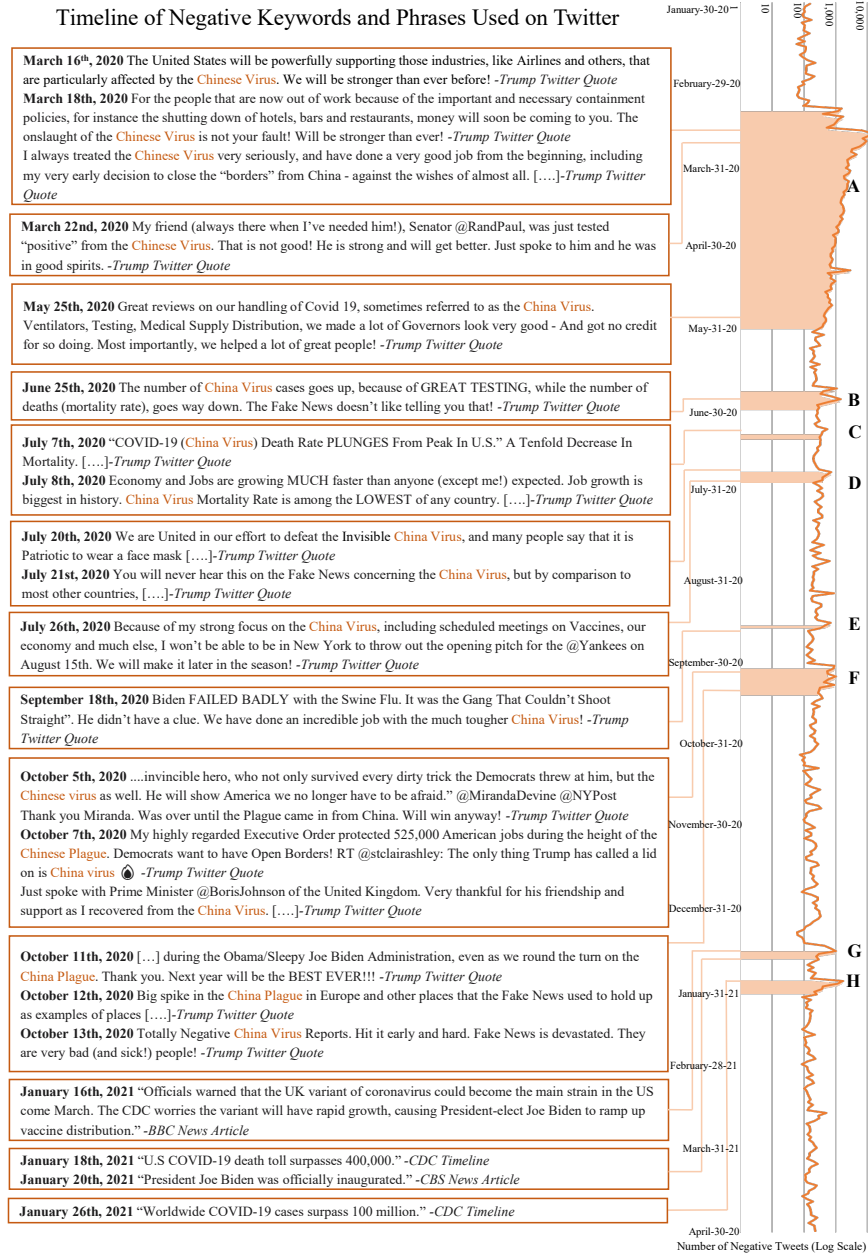 Timeline of Negative Keywords and Phrases Used on Twitter
March 16th, 2020 The United States will be powerfully supporting those industries, like Airlines and others, that
are particularly affected by the Chinese Virus. We will be stronger than ever before! -Trump Twitter Quote
March 18th, 2020 For the people that are now out of work because of the important and necessary containment
policies, for instance the shutting down of hotels, bars and restaurants, money will soon be coming to you. The
onslaught of the Chinese Virus is not your fault! Will be stronger than ever! -Trump Twitter Quote
I always treated the Chinese Virus very seriously, and have done a very good job from the beginning, including
my very early decision to close the “borders” from China - against the wishes of almost all. [….]-Trump Twitter
Quote
March 22nd, 2020 My friend (always there when I’ve needed him!), Senator @RandPaul, was just tested
“positive” from the Chinese Virus. That is not good! He is strong and will get better. Just spoke to him and he was
in good spirits. -Trump Twitter Quote
May 25th, 2020 Great reviews on our handling of Covid 19, sometimes referred to as the China Virus.
Ventilators, Testing, Medical Supply Distribution, we made a lot of Governors look very good - And got no credit
for so doing. Most importantly, we helped a lot of great people! -Trump Twitter Quote
June 25th, 2020 The number of China Virus cases goes up, because of GREAT TESTING, while the number of
deaths (mortality rate), goes way down. The Fake News doesn’t like telling you that! -Trump Twitter Quote
July 7th, 2020 “COVID-19 (China Virus) Death Rate PLUNGES From Peak In U.S.” A Tenfold Decrease In
Mortality. [….]-Trump Twitter Quote
July 8th, 2020 Economy and Jobs are growing MUCH faster than anyone (except me!) expected. Job growth is
biggest in history. China Virus Mortality Rate is among the LOWEST of any country. [….]-Trump Twitter Quote
July 20th, 2020 We are United in our effort to defeat the Invisible China Virus, and many people say that it is
Patriotic to wear a face mask [….]-Trump Twitter Quote
July 21st, 2020 You will never hear this on the Fake News concerning the China Virus, but by comparison to
most other countries, [….]-Trump Twitter Quote
July 26th, 2020 Because of my strong focus on the China Virus, including scheduled meetings on Vaccines, our
economy and much else, I won’t be able to be in New York to throw out the opening pitch for the @Yankees on
August 15th. We will make it later in the season! -Trump Twitter Quote
September 18th, 2020 Biden FAILED BADLY with the Swine Flu. It was the Gang That Couldn’t Shoot
Straight”. He didn’t have a clue. We have done an incredible job with the much tougher China Virus! -Trump
Twitter Quote
October 5th, 2020 ....invincible hero, who not only survived every dirty trick the Democrats threw at him, but the
Chinese virus as well. He will show America we no longer have to be afraid.” @MirandaDevine @NYPost
Thank you Miranda. Was over until the Plague came in from China. Will win anyway! -Trump Twitter Quote
October 7th, 2020 My highly regarded Executive Order protected 525,000 American jobs during the height of the
Chinese Plague. Democrats want to have Open Borders! RT @stclairashley: The only thing Trump has called a lid
on is China virus -Trump Twitter Quote
Just spoke with Prime Minister @BorisJohnson of the United Kingdom. Very thankful for his friendship and
support as I recovered from the China Virus. [….]-Trump Twitter Quote
October 11th, 2020 […] during the Obama/Sleepy Joe Biden Administration, even as we round the turn on the
China Plague. Thank you. Next year will be the BEST EVER!!! -Trump Twitter Quote
October 12th, 2020 Big spike in the China Plague in Europe and other places that the Fake News used to hold up
as examples of places [….]-Trump Twitter Quote
October 13th, 2020 Totally Negative China Virus Reports. Hit it early and hard. Fake News is devastated. They
are very bad (and sick!) people! -Trump Twitter Quote
January 16th, 2021 “Officials warned that the UK variant of coronavirus could become the main strain in the US
come March. The CDC worries the variant will have rapid growth, causing President-elect Joe Biden to ramp up
vaccine distribution.” -BBC News Article
January 18th, 2021 “U.S COVID-19 death toll surpasses 400,000.” -CDC Timeline
January 20th, 2021 “President Joe Biden was officially inaugurated.” -CBS News Article
January 26th, 2021 “Worldwide COVID-19 cases surpass 100 million.” -CDC Timeline
1
10
100
1,000
10,000
January-30-20
February-29-20
March-31-20
April-30-20
May-31-20
June-30-20
July-31-20
August-31-20
September-30-20
October-31-20
November-30-20
December-31-20
January-31-21
February-28-21
March-31-21
April-30-20
A
B
C
D
E
F
G
H
Number of Negative Tweets (Log Scale)